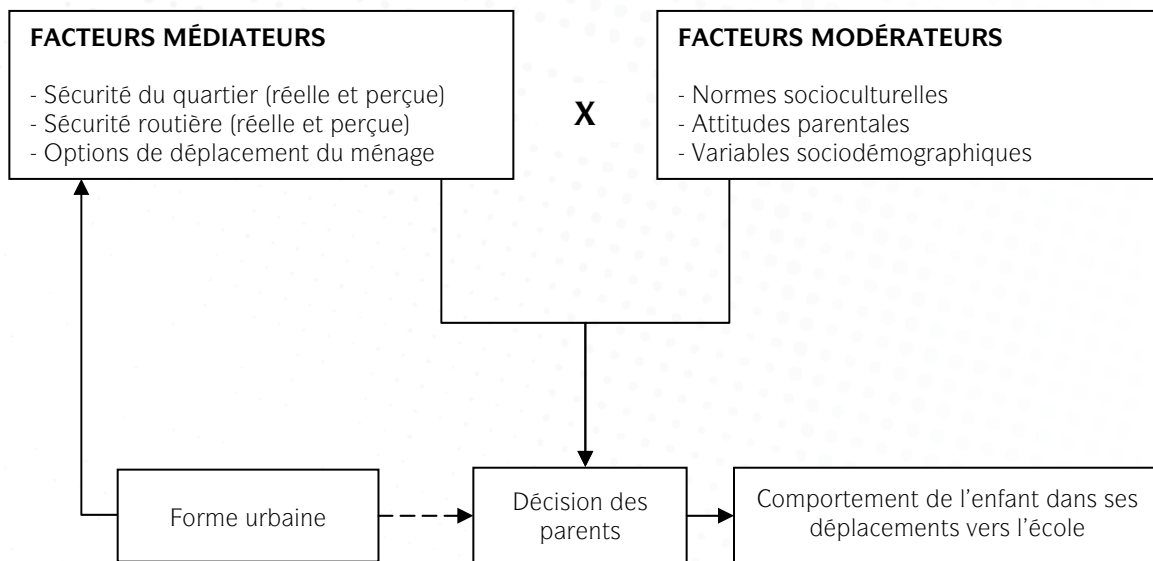 FACTEURS MÉDIATEURS
- Sécurité du quartier (réelle et perçue)
- Sécurité routière (réelle et perçue)
- Options de déplacement du ménage
X
FACTEURS MODÉRATEURS
- Normes socioculturelles
- Attitudes parentales
- Variables sociodémographiques
Forme urbaine
Décision des
parents
Comportement de l'enfant dans ses
déplacements vers l'école